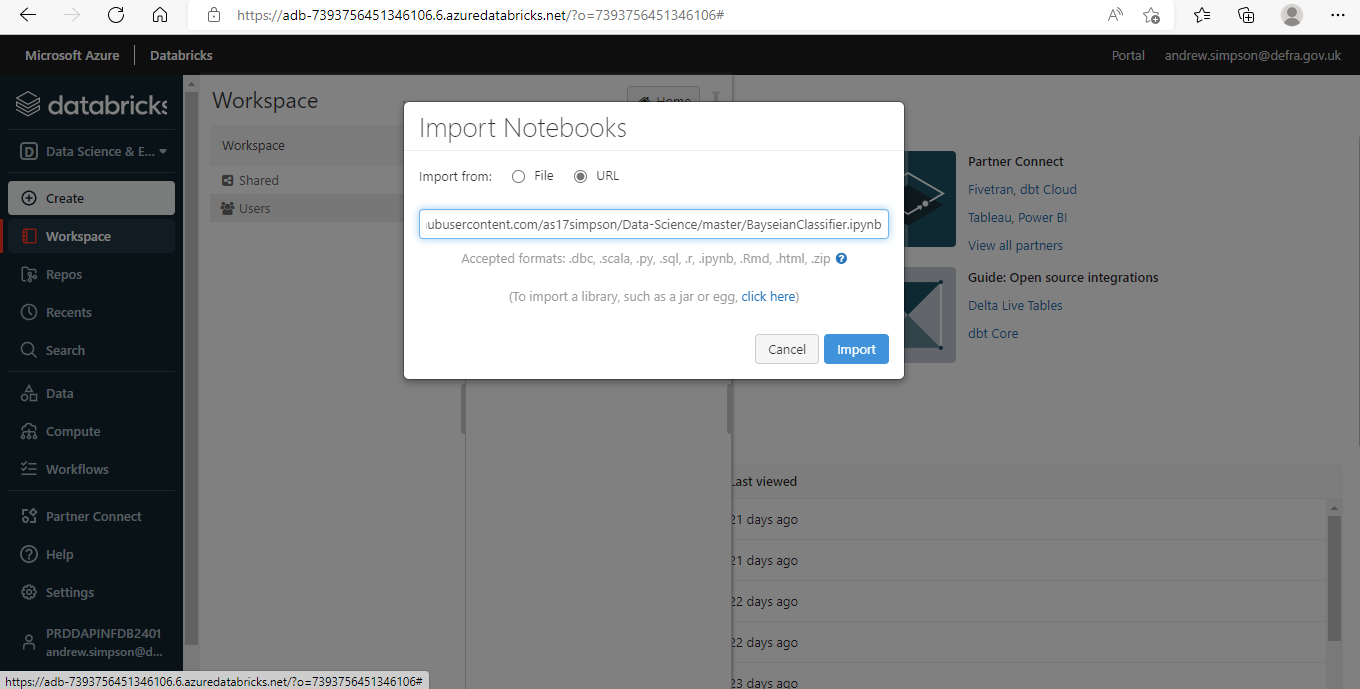 https://adb-7393756451346106.6.azuredatabricks.net/?o=7393756451346106#
Microsoft Azure
Databricks
Portal
andrew.simpson@defra.gov.uk
databricks
Data Science & E...
Create
Workspace
Repos
Recents
Search
Data
Compute
Workflows
Partner Connect
Help
Settings
PRDDAPINFDB2401
andrew.simpson@d...
Workspace
Home
Workspace
Shared
Users
Import Notebooks
Import from: File URL
ubusercontent.com/as17simpson/Data-Science/master/BayseianClassifier.ipynb
Accepted formats: .dbc, .scala, .py, .sql, .r, .ipynb, .Rmd, .html, .zip
(To import a library, such as a jar or egg, click here)
Cancel
Import
Partner Connect
Fivetran, dbt Cloud
Tableau, Power BI
View all partners
Guide: Open source integrations
Delta Live Tables
dbt Core
Last viewed
21 days ago
21 days ago
22 days ago
22 days ago
23 days ago
https://adb-7393756451346106.6.azuredatabricks.net/?o=7393756451346106#